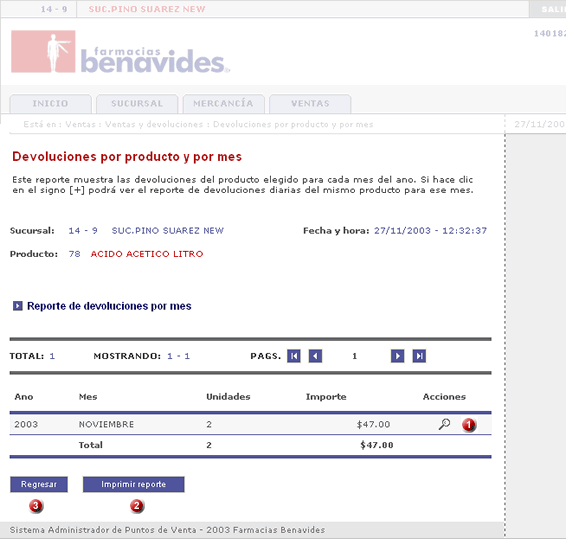 14 - 9 SUC.PINO SUAREZ NEW SALI
140182
farmacias
benavides
INICIO SUCURSAL MERCANCÍA VENTAS
Está en : Ventas : Ventas y devoluciones : Devoluciones por producto y por mes 27/11/200
Devoluciones por producto y por mes
Este reporte muestra las devoluciones del producto elegido para cada mes del ano. Si hace clic
en el signo [+] podrá ver el reporte de devoluciones diarias del mismo producto para ese mes.
Sucursal: 14 - 9 SUC.PINO SUAREZ NEW Fecha y hora: 27/11/2003 - 12:32:37
Producto: 78 ACIDO ACETICO LITRO
Reporte de devoluciones por mes
TOTAL: 1 MOSTRANDO: 1 - 1 PAGS. 1
Ano Mes Unidades Importe Acciones
2003 NOVIEMBRE 2 $47.00 1
Total 2 $47.00
Regresar Imprimir reporte
3 2
Sistema Administrador de Puntos de Venta - 2003 Farmacias Benavides